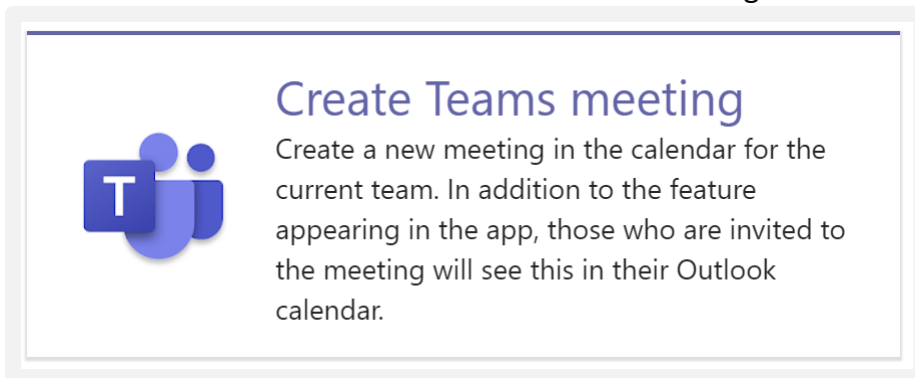 Create Teams meeting
Create a new meeting in the calendar for the
current team. In addition to the feature
appearing in the app, those who are invited to
the meeting will see this in their Outlook
calendar.
T